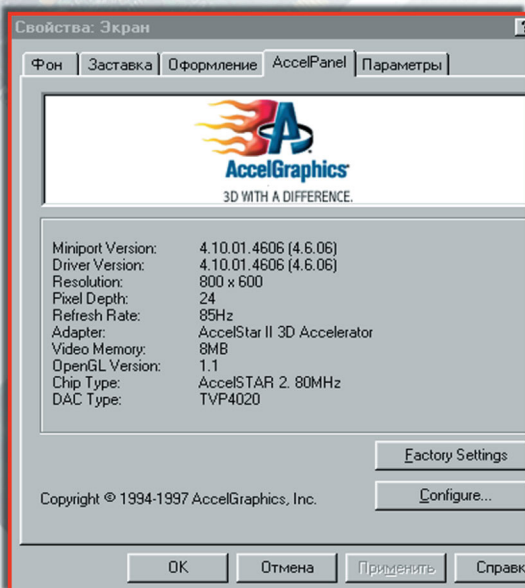 Свойства: Экран
Фон Заставка Оформление AccelPanel Параметры
AccelGraphics
3D WITH A DIFFERENCE.
Miniport Version: 4.10.01.4606 (4.6.06)
Driver Version: 4.10.01.4606 (4.6.06)
Resolution: 800 x 600
Pixel Depth: 24
Refresh Rate: 85Hz
Adapter: AccelStar II 3D Accelerator
Video Memory: 8MB
OpenGL Version: 1.1
Chip Type: AccelSTAR 2. 80MHz
DAC Type: TVP4020
Factory Settings
Copyright © 1994-1997 AccelGraphics, Inc. Configure...
OK Отмена Применить Справк